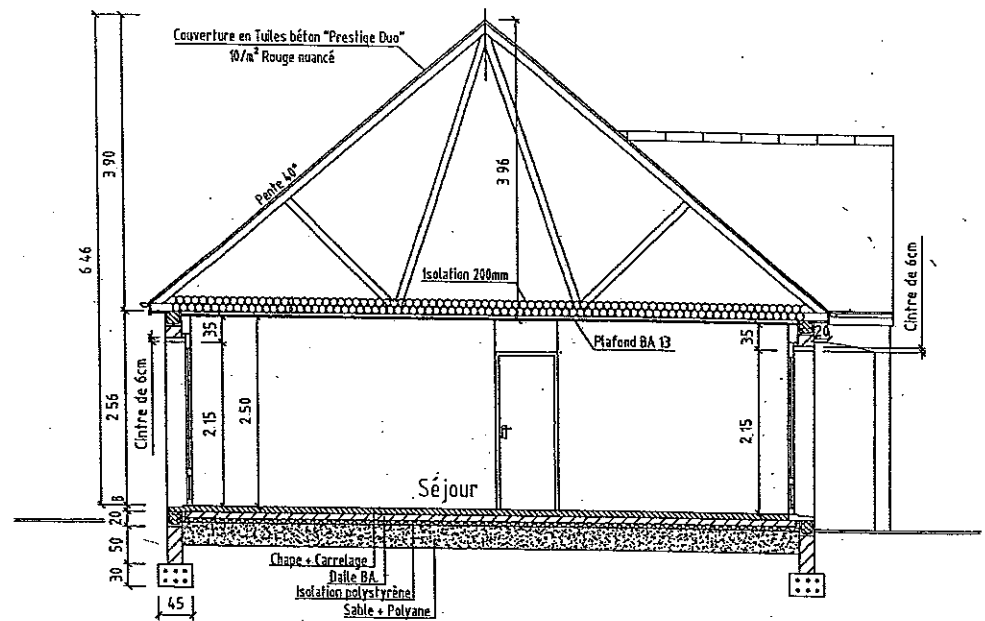 Couverture en Tuiles béton "Prestige Duo"
10/m² Rouge nuancé
3 90
Pente 40°
3 96
6 46
Isolation 200mm
Cintre de 6cm
20
35
35
Plafond BA 13
2 56
Cintre de 6cm
2.15
2.50
2.15
Séjour
8
20
50
30
Chape + Carrelage
Dalle BA.
Isolation polystyrène
Sable + Polyane
45